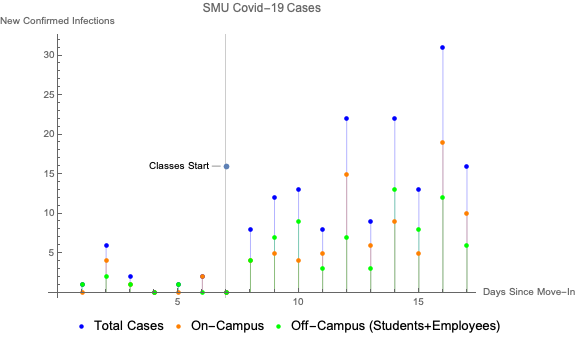 SMU Covid-19 Cases
New Confirmed Infections
30
25
20
Classes Start
15
10
5
5 10 15 Days Since Move-In
Total Cases On-Campus Off-Campus (Students+Employees)